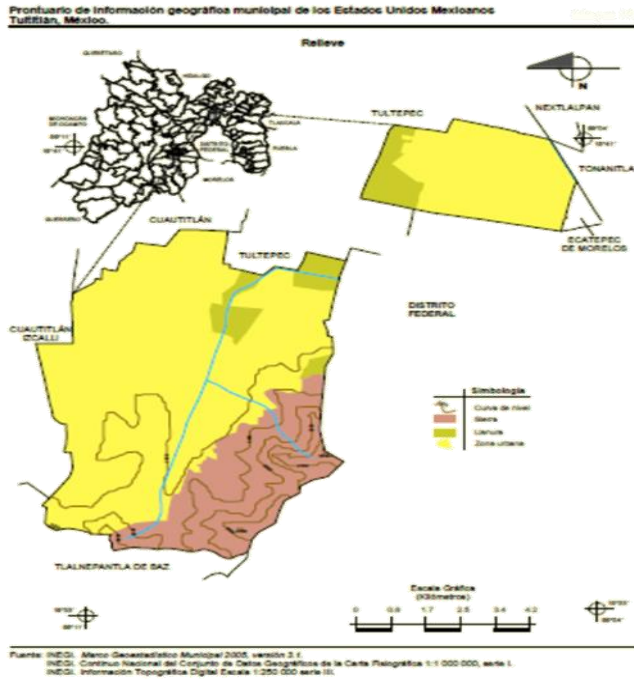 Prontuario de información geográfica municipal de los Estados Unidos Mexicanos
Tultitlán, México.
Relieve
QUERÉTARO
HIDALGO
MICHOACÁN
DE OCAMPO
TLAXCALA
DISTRITO
FEDERAL
PUEBLA
MORELOS
GUERRERO
N
TULTEPEC
NEXTLALPAN
TONANITLA
ECATEPEC
DE MORELOS
CUAUTITLÁN
TULTEPEC
CUAUTITLÁN
IZCALLI
DISTRITO
FEDERAL
Simbología
Curva de nivel
Sierra
Llanura
Zona urbana
TLALNEPANTLA DE BAZ
Escala Gráfica
(Kilómetros)
0 0.8 1.7 2.5 3.4 4.2
Fuente: INEGI. Marco Geoestadístico Municipal 2005, versión 3.1.
INEGI. Continuo Nacional del Conjunto de Datos Geográficos de la Carta Fisiográfica 1:1 000 000, serie I.
INEGI. Información Topográfica Digital Escala 1:250 000 serie III.